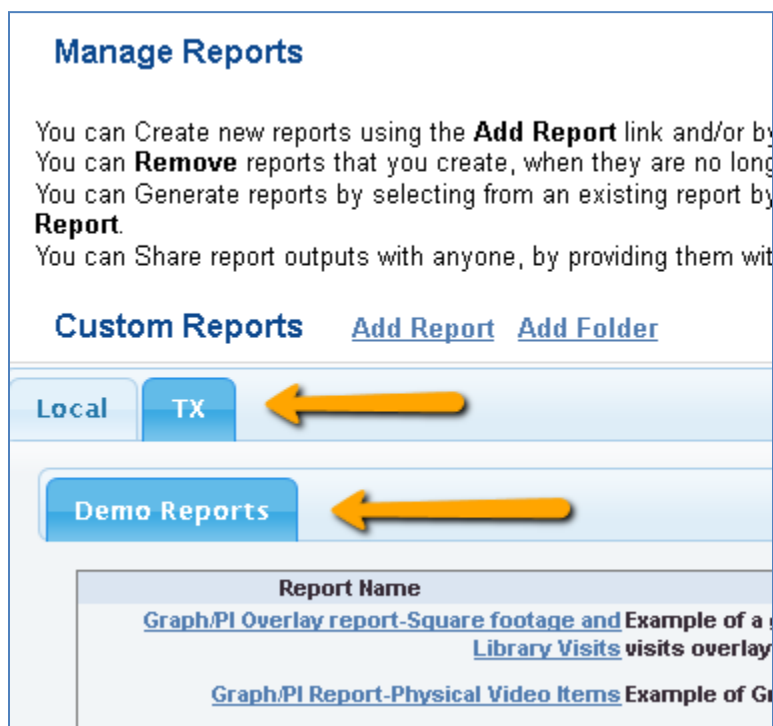 Manage Reports
You can Create new reports using the Add Report link and/or by
You can Remove reports that you create, when they are no long
You can Generate reports by selecting from an existing report by
Report.
You can Share report outputs with anyone, by providing them wit
Custom Reports Add Report Add Folder
Local TX
Demo Reports
Report Name
Graph/PI Overlay report-Square footage and Example of a
Library Visits visits overlay
Graph/PI Report-Physical Video Items Example of